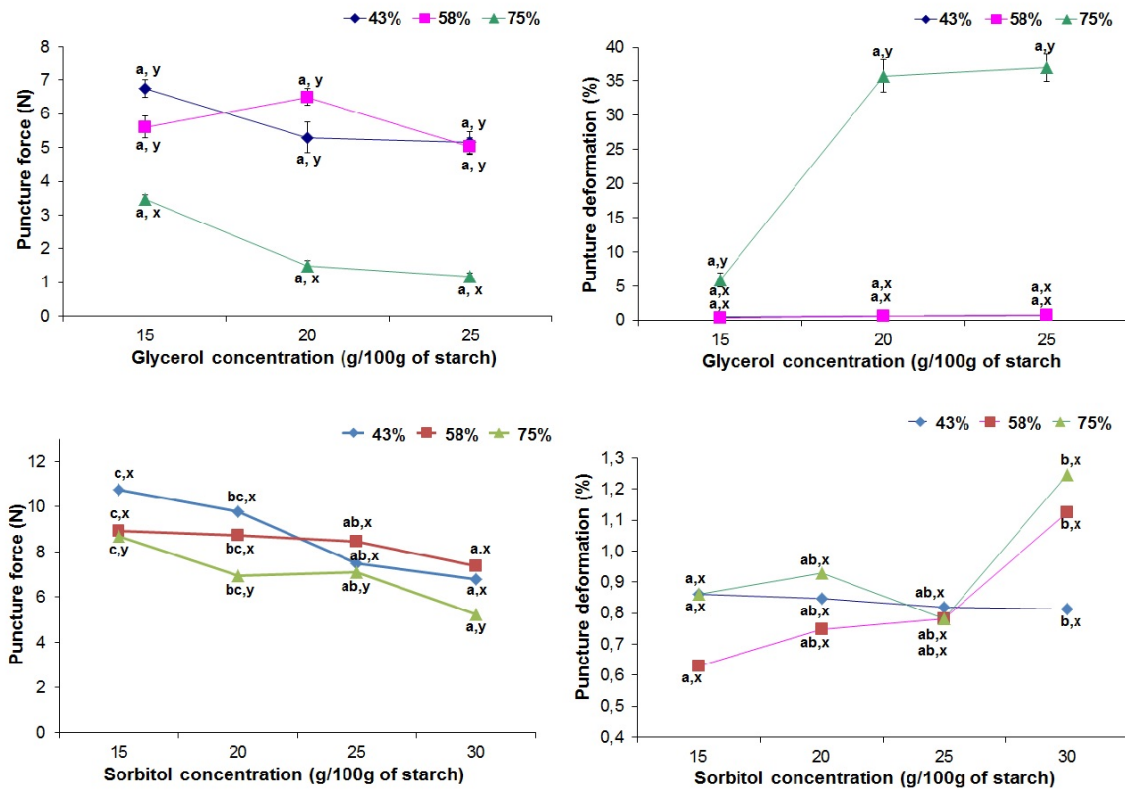 43% 58% 75%
Puncture force (N)
8
7
6
5
4
3
2
1
0
a, y
a, y
a, y
a, y
a, y
a, y
a, x
a, x
a, x
15 20 25
Glycerol concentration (g/100g of starch)
43% 58% 75%
Punture deformation (%)
40
35
30
25
20
15
10
5
0
a,y
a,y
a,y
a,x
a,x
a,x
a,x
a,x
a,x
15 20 25
Glycerol concentration (g/100g of starch
43% 58% 75%
Puncture force (N)
12
10
8
6
4
2
0
c,x
bc,x
c,x
c,y
bc,x
bc,y
ab,x
ab,x
ab,y
a.x
a,x
a,y
15 20 25 30
Sorbitol concentration (g/100g of starch)
43% 58% 75%
Puncture deformation (%)
1,3
1,2
1,1
1,0
0,9
0,8
0,7
0,6
0,5
0,4
b,x
b,x
a,x
a,x
ab,x
ab,x
ab,x
ab,x
ab,x
ab,x
b,x
a,x
15 20 25 30
Sorbitol concentration (g/100g of starch)